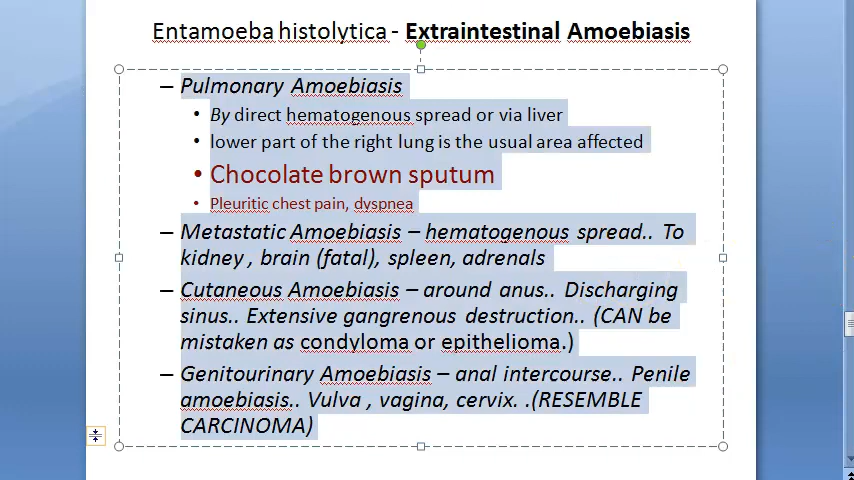 Entamoeba histolytica - Extraintestinal Amoebiasis
– Pulmonary Amoebiasis
• By direct hematogenous spread or via liver
• lower part of the right lung is the usual area affected
• Chocolate brown sputum
• Pleuritic chest pain, dyspnea
– Metastatic Amoebiasis – hematogenous spread.. To
kidney , brain (fatal), spleen, adrenals
– Cutaneous Amoebiasis – around anus.. Discharging
sinus.. Extensive gangrenous destruction.. (CAN be
mistaken as condyloma or epithelioma.)
– Genitourinary Amoebiasis – anal intercourse.. Penile
amoebiasis.. Vulva , vagina, cervix. .(RESEMBLE
CARCINOMA)